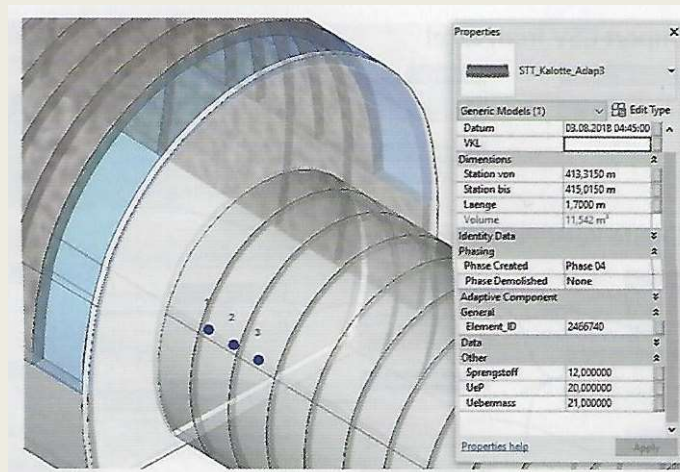 Properties
STT_Kalotte_Adap3
Generic Models (1) Edit Type
Datum 03.08.2018 04:45:00
VKL
Dimensions
Station von 413,3150 m
Station bis 415,0150 m
Laenge 1,7000 m
Volume 11,542 m³
Identity Data
Phasing
Phase Created Phase 04
Phase Demolished None
Adaptive Component
General
Element_ID 2466740
Data
Other
Sprengstoff 12,000000
UeP 20,000000
Uebermass 21,000000
Properties help Apply
1
2
3